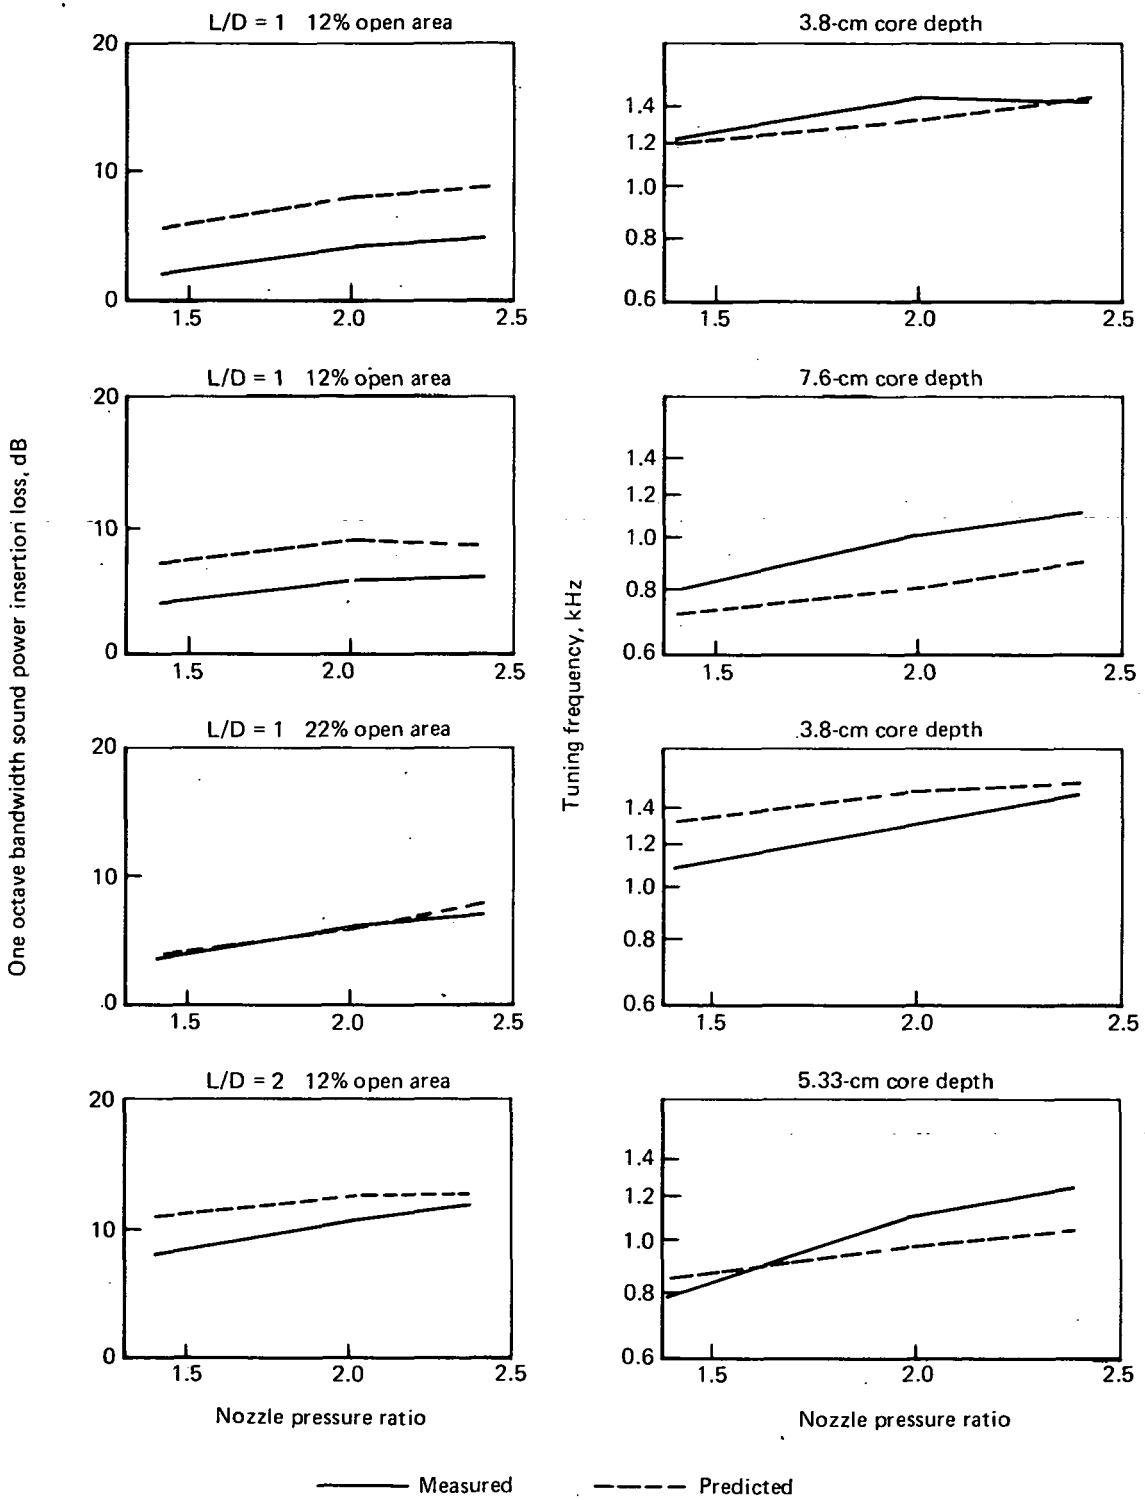 L/D = 1 12% open area
20
10
0
1.5 2.0 2.5
3.8-cm core depth
1.4
1.2
1.0
0.8
0.6
1.5 2.0 2.5
L/D = 1 12% open area
20
10
0
1.5 2.0 2.5
7.6-cm core depth
1.4
1.2
1.0
0.8
0.6
1.5 2.0 2.5
L/D = 1 22% open area
20
10
0
1.5 2.0 2.5
3.8-cm core depth
1.4
1.2
1.0
0.8
0.6
1.5 2.0 2.5
L/D = 2 12% open area
20
10
0
1.5 2.0 2.5
Nozzle pressure ratio
5.33-cm core depth
1.4
1.2
1.0
0.8
0.6
1.5 2.0 2.5
Nozzle pressure ratio
One octave bandwidth sound power insertion loss, dB
Tuning frequency, kHz
Measured
Predicted